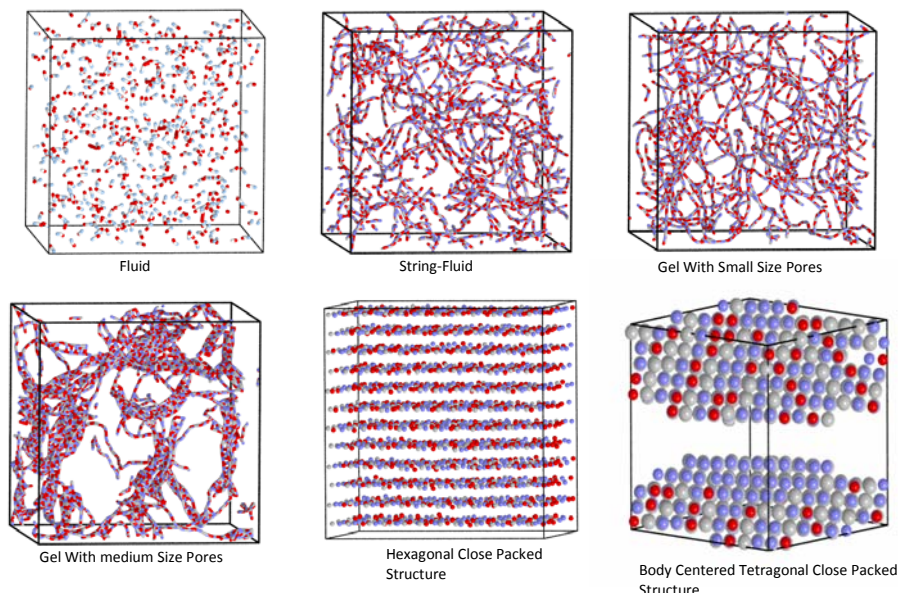 Fluid
String-Fluid
Gel With Small Size Pores
Gel With medium Size Pores
Hexagonal Close Packed
Structure
Body Centered Tetragonal Close Packed
Structure